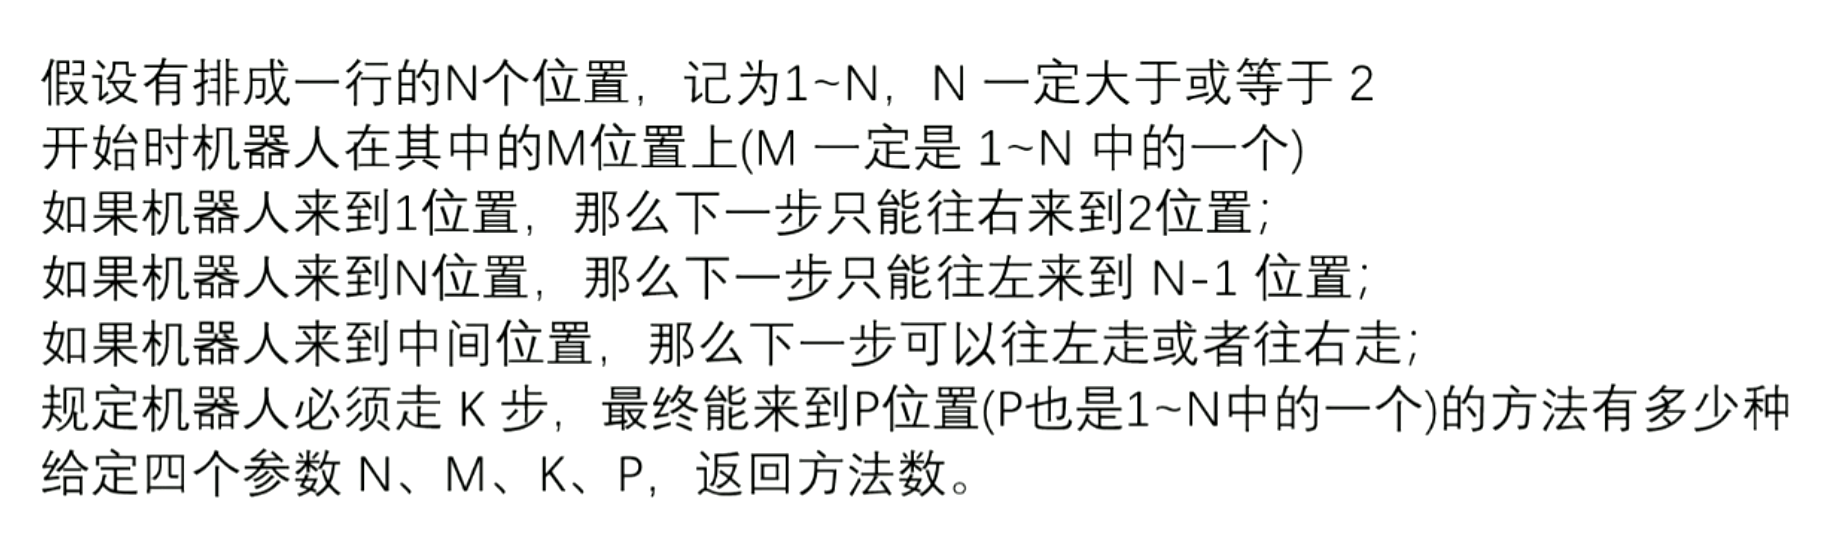 假设有排成一行的N个位置，记为1~N，N 一定大于或等于 2
开始时机器人在其中的M位置上(M 一定是 1~N 中的一个)
如果机器人来到1位置，那么下一步只能往右来到2位置；
如果机器人来到N位置，那么下一步只能往左来到 N-1 位置；
如果机器人来到中间位置，那么下一步可以往左走或者往右走；
规定机器人必须走 K 步，最终能来到P位置(P也是1~N中的一个)的方法有多少种
给定四个参数 N、M、K、P，返回方法数。